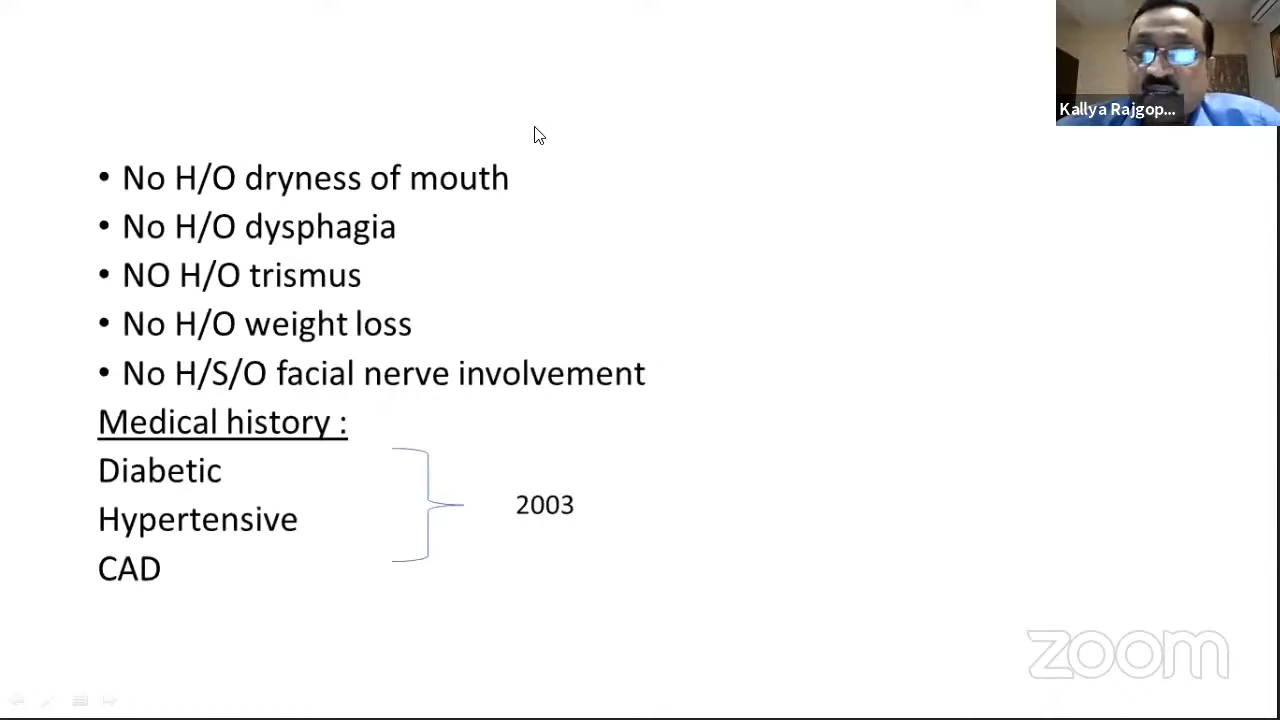 Kallya Rajgop...
• No H/O dryness of mouth
• No H/O dysphagia
• NO H/O trismus
• No H/O weight loss
• No H/S/O facial nerve involvement
Medical history :
Diabetic
Hypertensive
2003
CAD
zoom